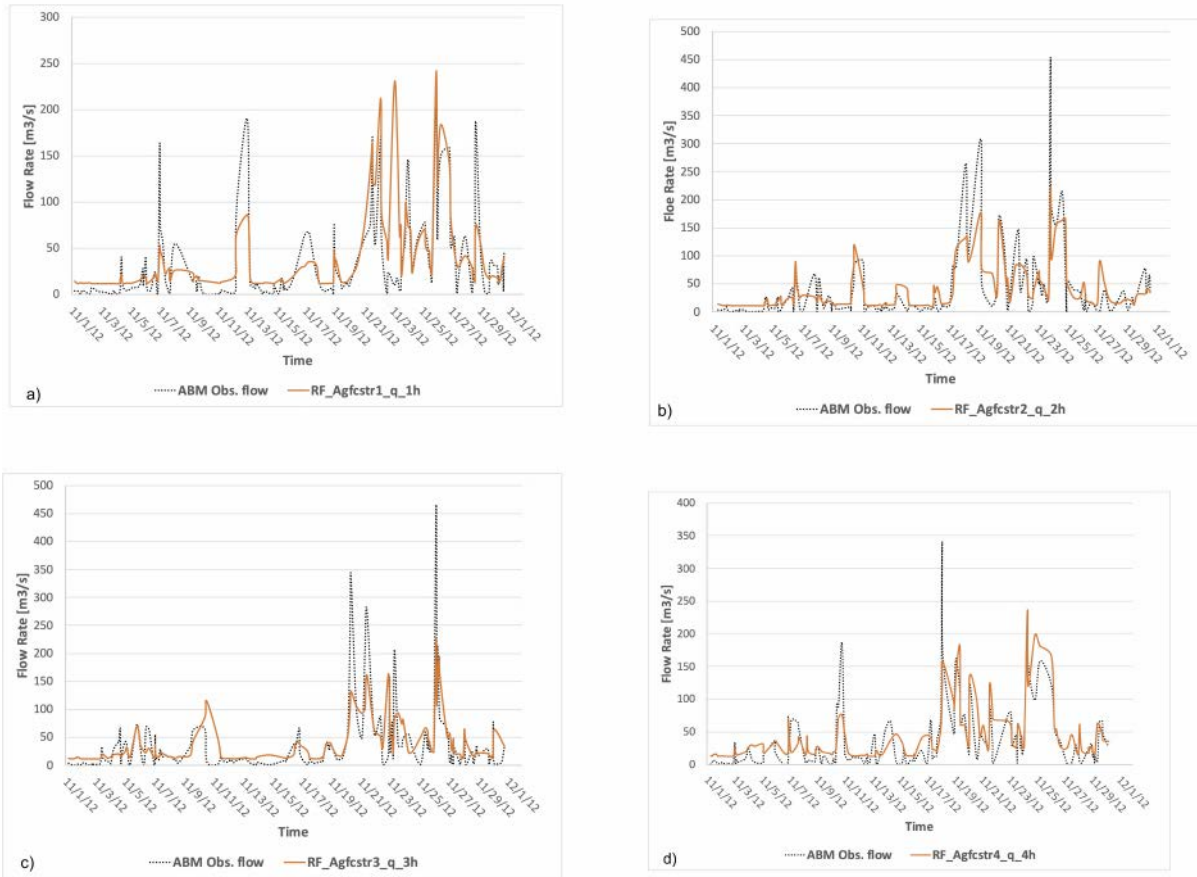 300
250
200
150
100
50
0
Flow Rate [m3/s]
11/1/12 11/3/12 11/5/12 11/7/12 11/9/12 11/11/12 11/13/12 11/15/12 11/17/12 11/19/12 11/21/12 11/23/12 11/25/12 11/27/12 11/29/12 12/1/12
Time
ABM Obs. flow RF_Agfcstr1_q_1h
a)
500
450
400
350
300
250
200
150
100
50
0
Floe Rate [m3/s]
11/1/12 11/3/12 11/5/12 11/7/12 11/9/12 11/11/12 11/13/12 11/15/12 11/17/12 11/19/12 11/21/12 11/23/12 11/25/12 11/27/12 11/29/12 12/1/12
Time
ABM Obs. flow RF_Agfcstr2_q_2h
b)
500
450
400
350
300
250
200
150
100
50
0
Flow Rate [m3/s]
11/1/12 11/3/12 11/5/12 11/7/12 11/9/12 11/11/12 11/13/12 11/15/12 11/17/12 11/19/12 11/21/12 11/23/12 11/25/12 11/27/12 11/29/12 12/1/12
Time
ABM Obs. flow RF_Agfcstr3_q_3h
c)
400
350
300
250
200
150
100
50
0
Flow Rate [m3/s]
11/1/12 11/3/12 11/5/12 11/7/12 11/9/12 11/11/12 11/13/12 11/15/12 11/17/12 11/19/12 11/21/12 11/23/12 11/25/12 11/27/12 11/29/12 12/1/12
Time
ABM Obs. flow RF_Agfcstr4_q_4h
d)